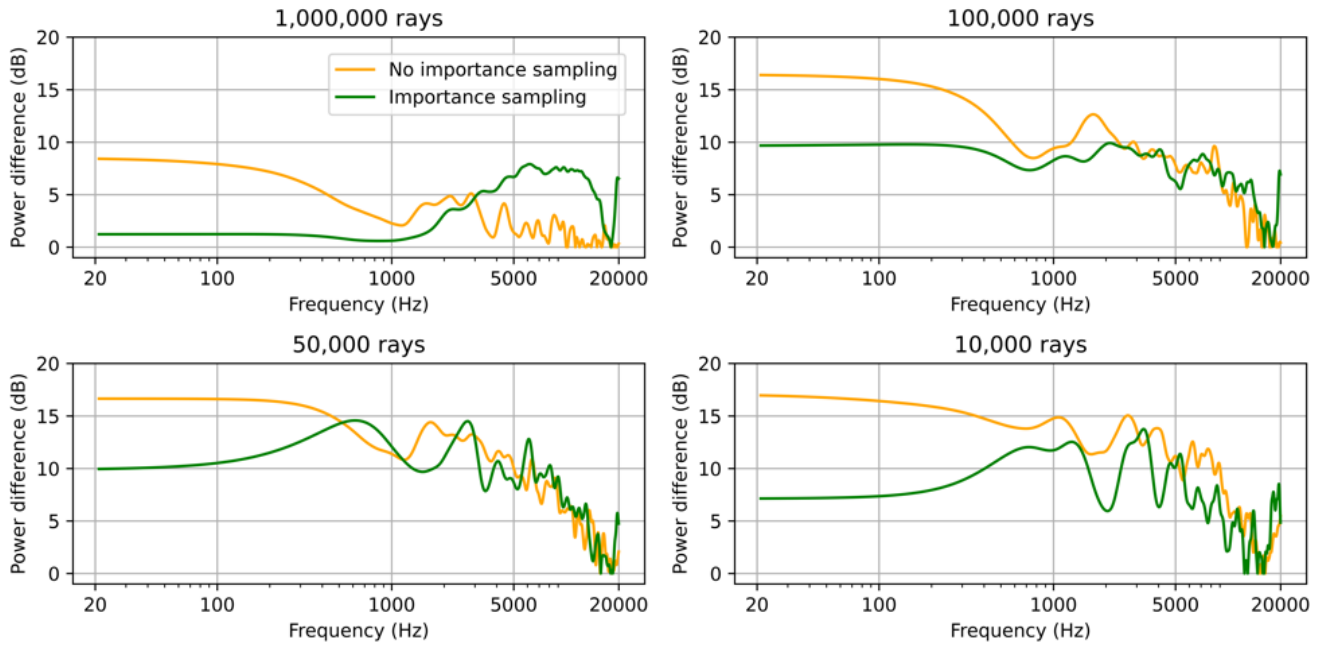 1,000,000 rays
20
15
10
5
0
Power difference (dB)
No importance sampling
Importance sampling
20
100
1000
5000
20000
Frequency (Hz)
100,000 rays
20
15
10
5
0
Power difference (dB)
20
100
1000
5000
20000
Frequency (Hz)
50,000 rays
20
15
10
5
0
Power difference (dB)
20
100
1000
5000
20000
Frequency (Hz)
10,000 rays
20
15
10
5
0
Power difference (dB)
20
100
1000
5000
20000
Frequency (Hz)